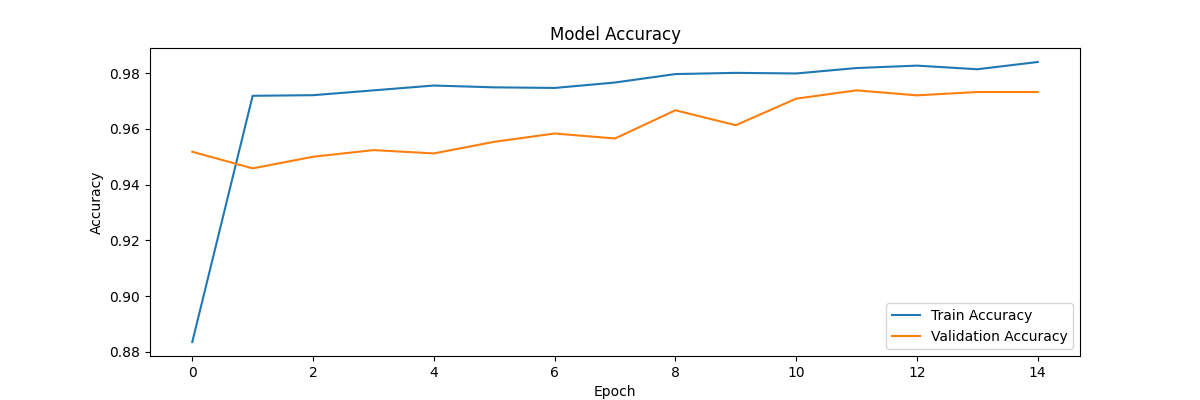 Model Accuracy
0.98
0.96
0.94
0.92
0.90
0.88
Accuracy
Train Accuracy
Validation Accuracy
0 2 4 6 8 10 12 14
Epoch